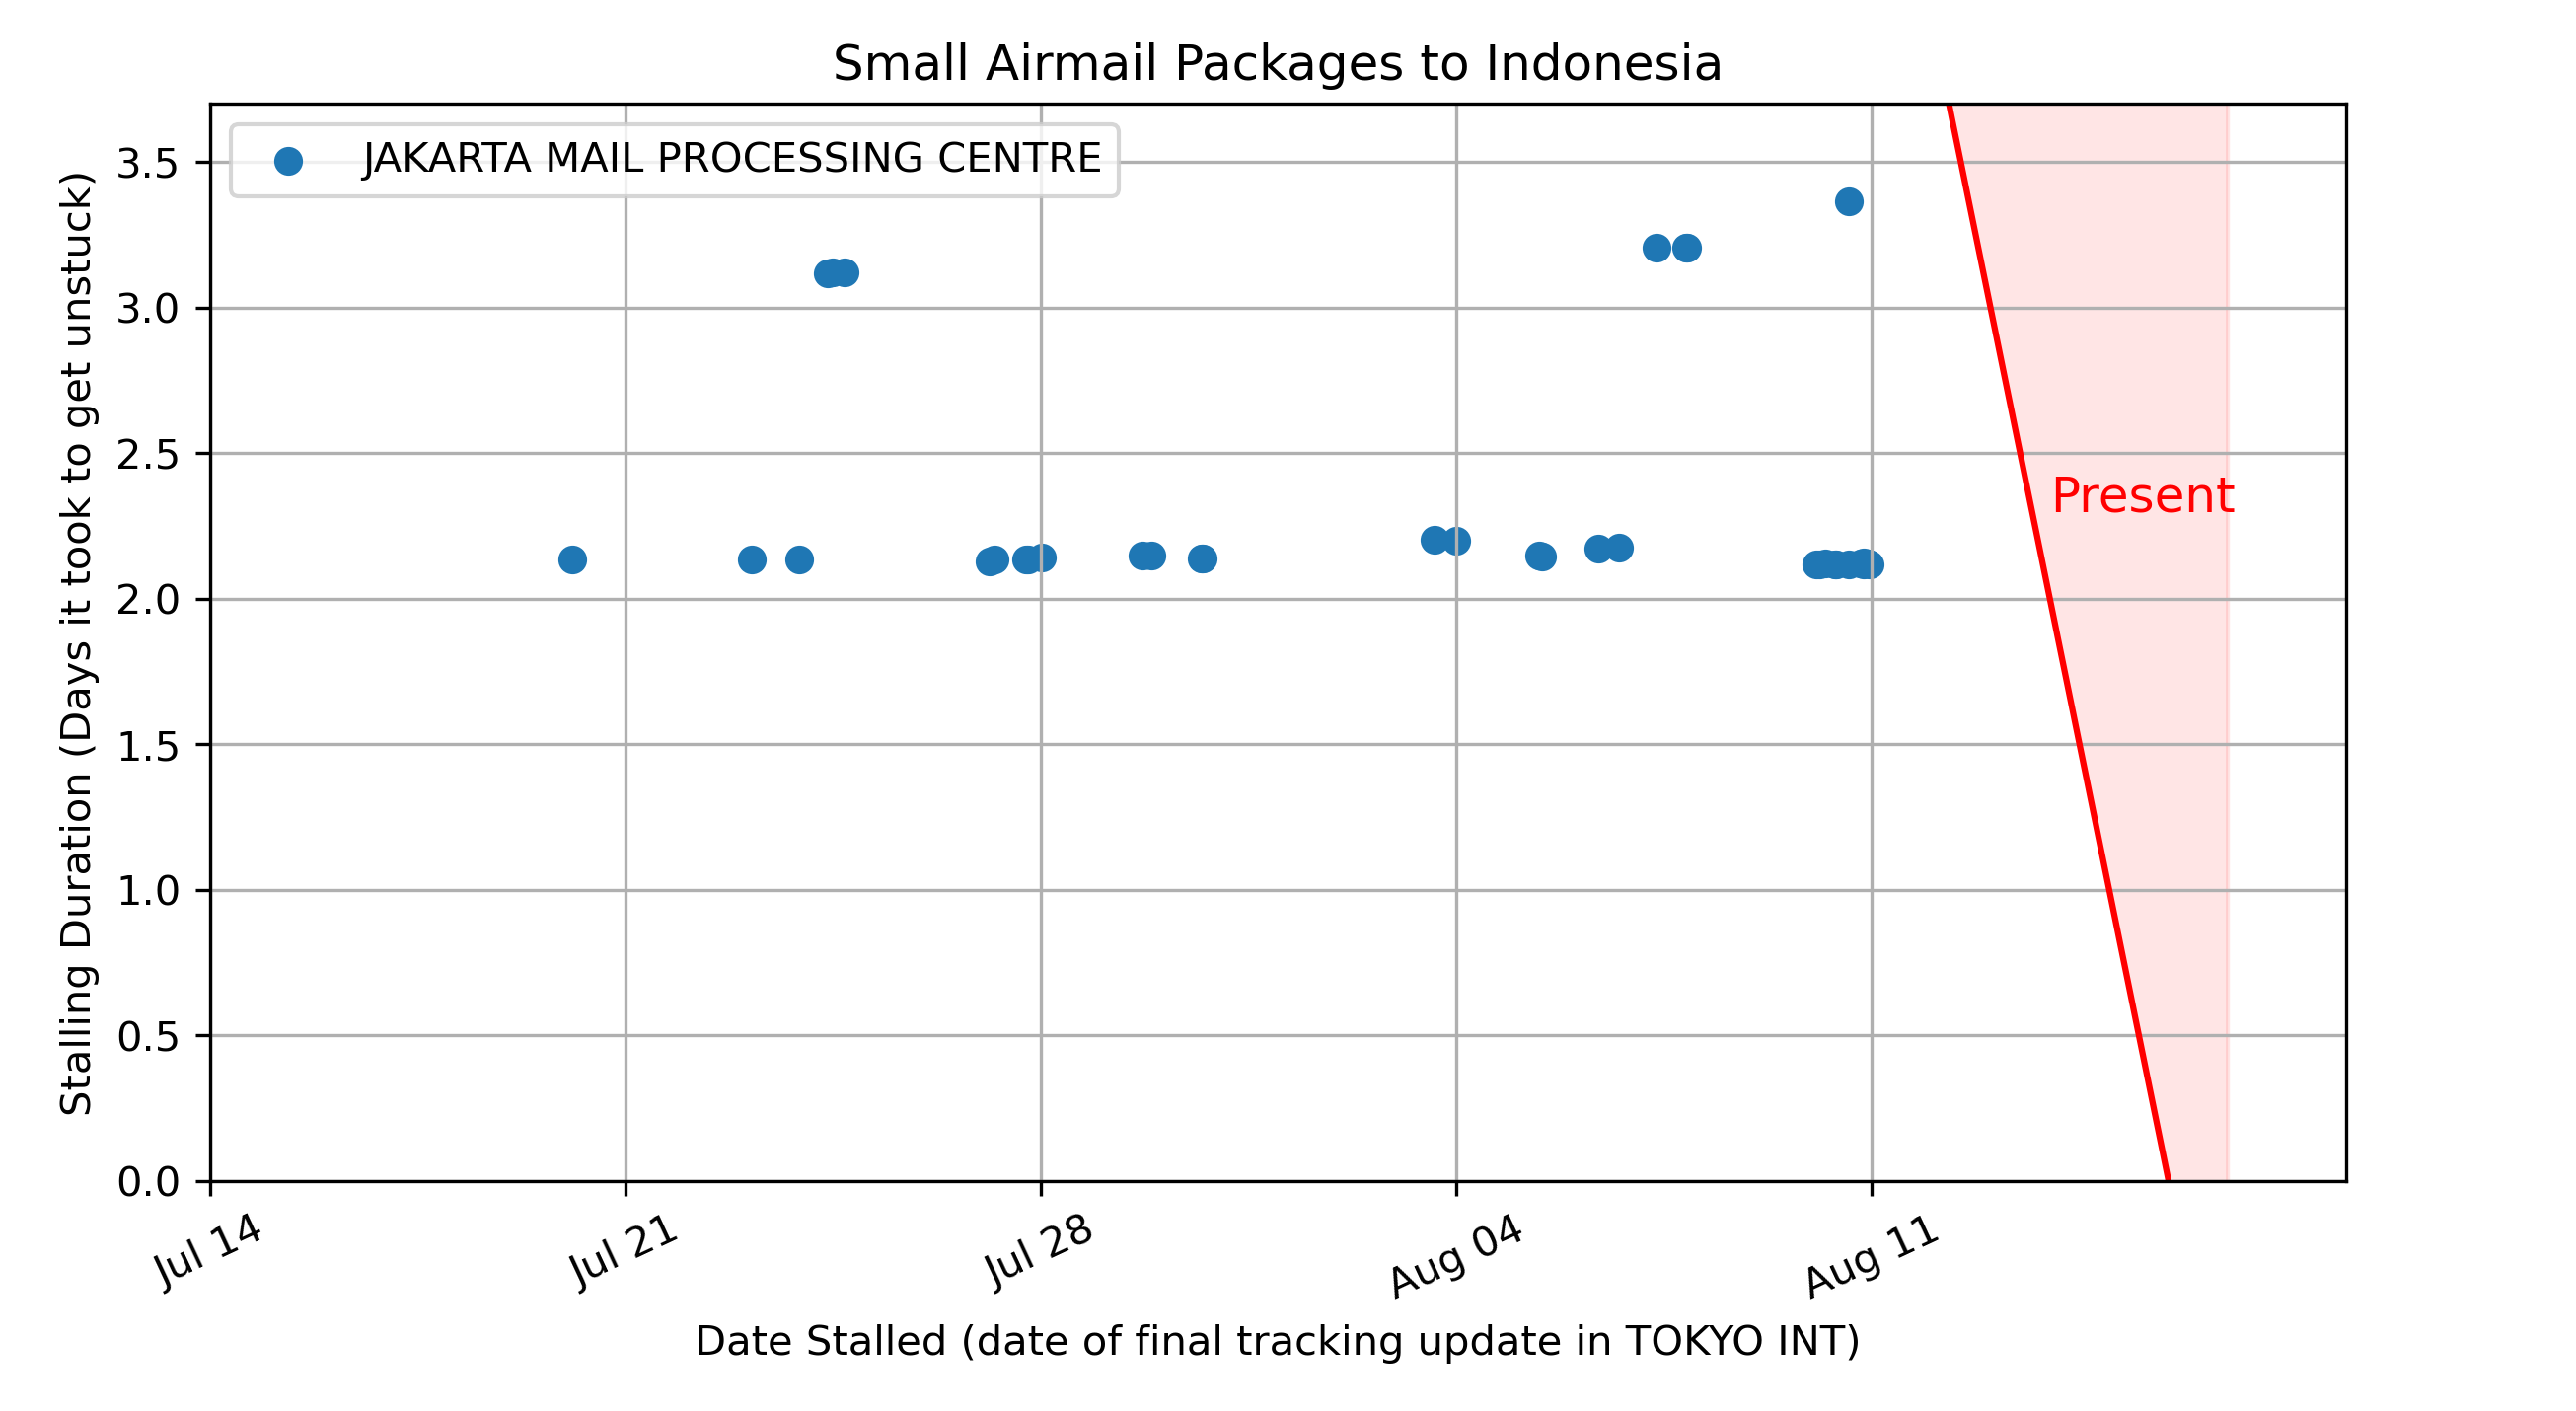 Small Airmail Packages to Indonesia
JAKARTA MAIL PROCESSING CENTRE
Stalling Duration (Days it took to get unstuck)
3.5
3.0
2.5
2.0
1.5
1.0
0.5
0.0
Present
Jul 14
Jul 21
Jul 28
Aug 04
Aug 11
Date Stalled (date of final tracking update in TOKYO INT)